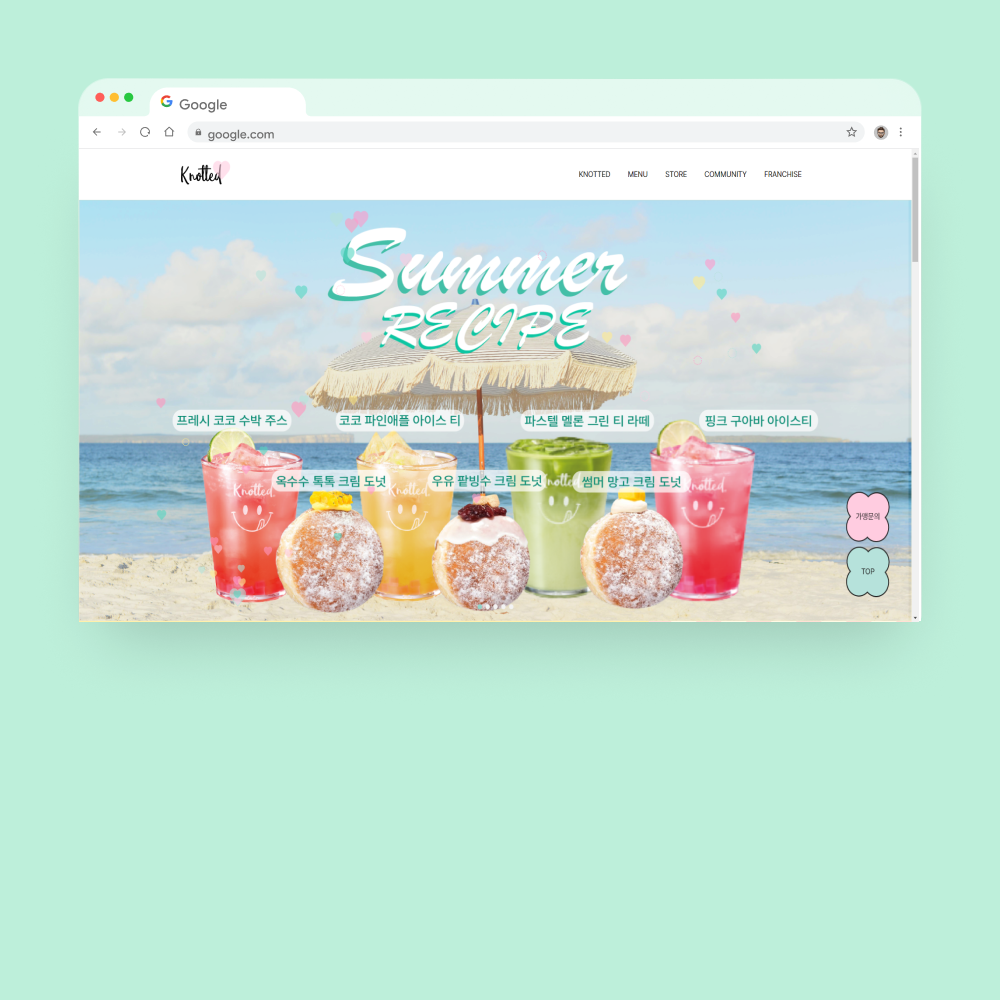 Google
google.com
Knotted
KNOTTED MENU STORE COMMUNITY FRANCHISE
Summer
RECIPE
프레시 코코 수박 주스
코코 파인애플 아이스 티
파스텔 멜론 그린 티 라떼
핑크 구아바 아이스티
옥수수 톡톡 크림 도넛
우유 팥빙수 크림 도넛
썸머 망고 크림 도넛
Knotted
Knotted
Knotted
Knotted
가맹문의
TOP